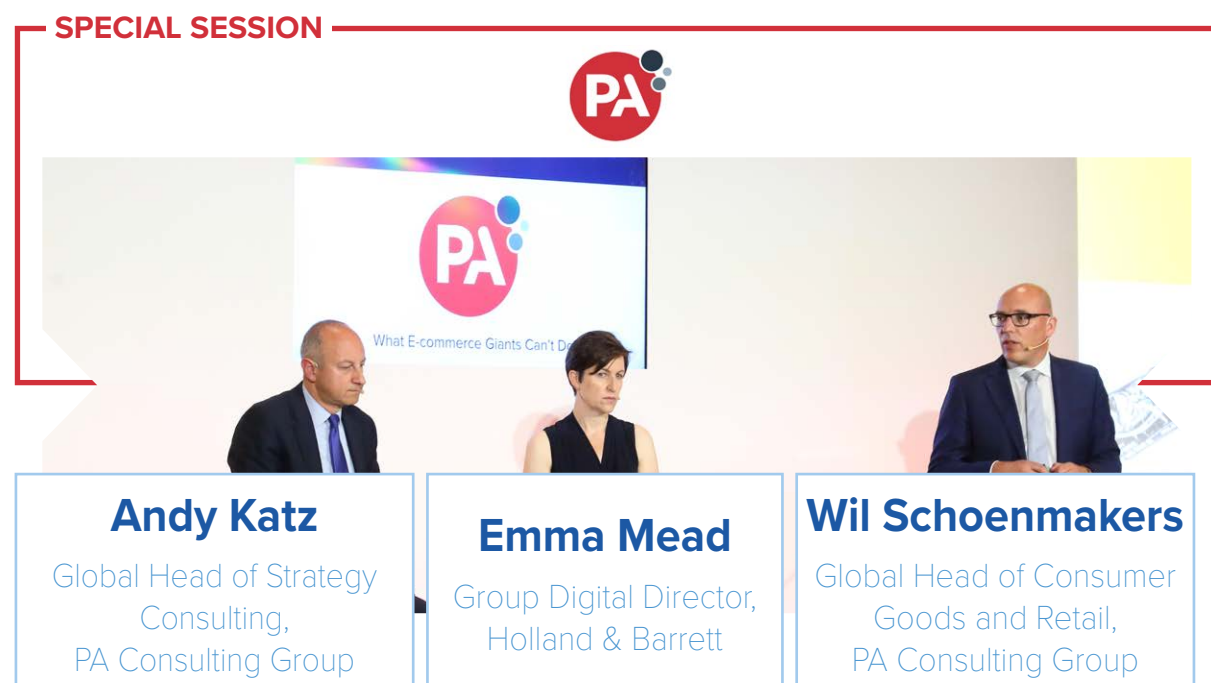 SPECIAL SESSION
PA
PA
What E-commerce Giants Can't Do
Andy Katz
Global Head of Strategy
Consulting,
PA Consulting Group
Emma Mead
Group Digital Director,
Holland & Barrett
Wil Schoenmakers
Global Head of Consumer
Goods and Retail,
PA Consulting Group